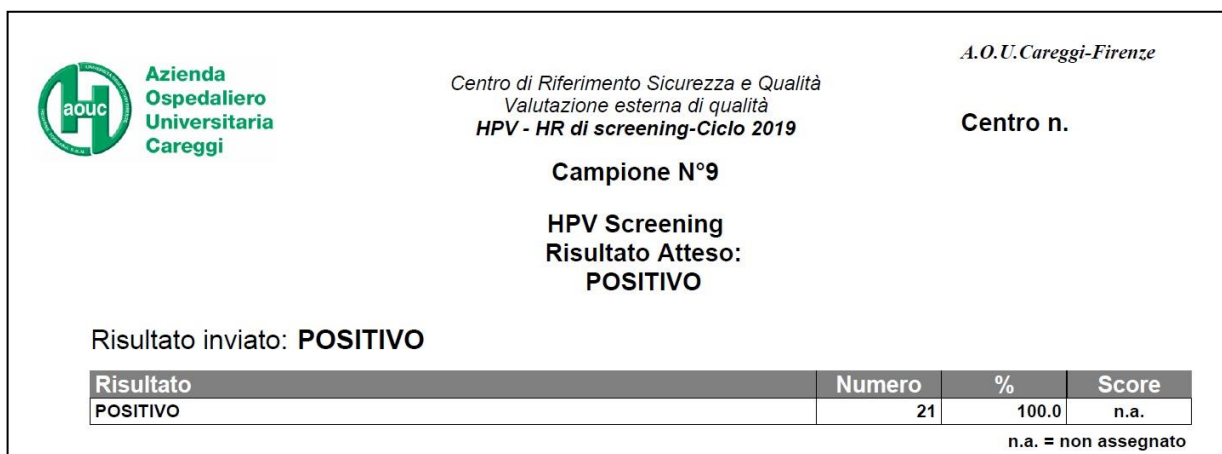 A.O.U.Careggi-Firenze
aouc
Azienda
Ospedaliero
Universitaria
Careggi
Centro di Riferimento Sicurezza e Qualità
Valutazione esterna di qualità
HPV - HR di screening-Ciclo 2019
Centro n.
Campione N°9
HPV Screening
Risultato Atteso:
POSITIVO
Risultato inviato: POSITIVO
Risultato Numero % Score
POSITIVO 21 100.0 n.a.
n.a. = non assegnato